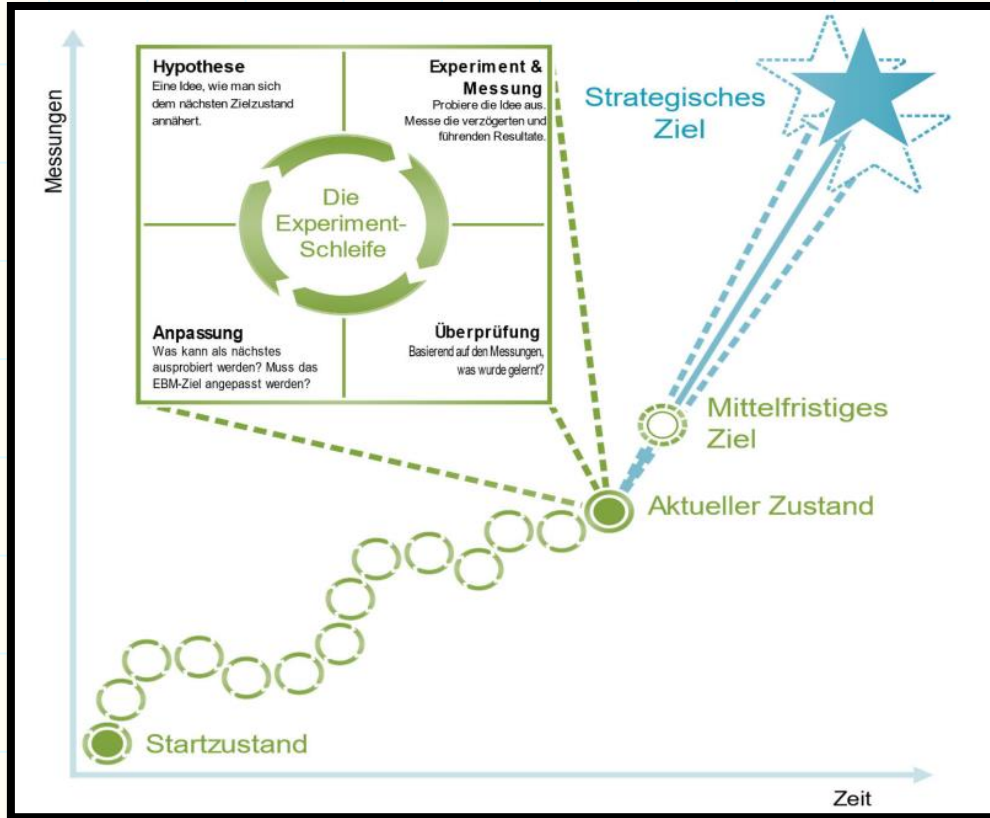 Messungen
Hypothese
Eine Idee, wie man sich
dem nächsten Zielzustand
annähert.
Experiment &
Messung
Probiere die Idee aus.
Messe die verzögerten und
führenden Resultate.
Die
Experiment-
Schleife
Anpassung
Was kann als nächstes
ausprobiert werden? Muss das
EBM-Ziel angepasst werden?
Überprüfung
Basierend auf den Messungen,
was wurde gelernt?
Strategisches
Ziel
Mittelfristiges
Ziel
Aktueller Zustand
Startzustand
Zeit